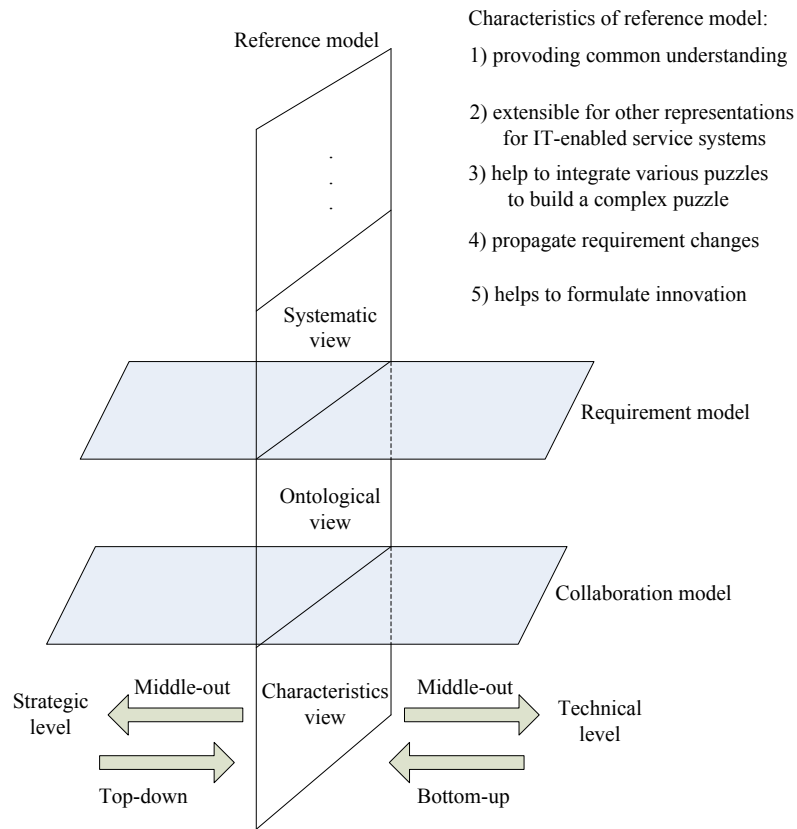 Reference model
Characteristics of reference model:
1) provoding common understanding
2) extensible for other representations
for IT-enabled service systems
3) help to integrate various puzzles
to build a complex puzzle
4) propagate requirement changes
5) helps to formulate innovation
Systematic
view
Requirement model
Ontological
view
Collaboration model
Strategic
level
Middle-out
Top-down
Characteristics
view
Middle-out
Bottom-up
Technical
level